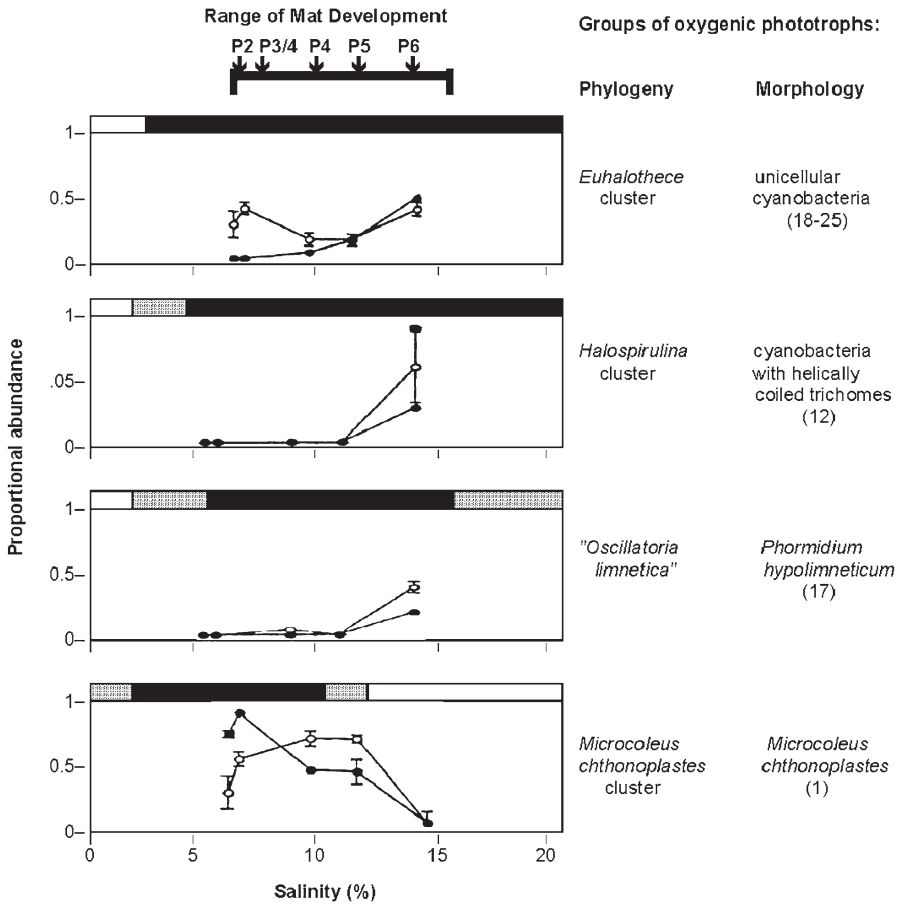 Range of Mat Development
P2 P3/4 P4 P5 P6
Groups of oxygenic phototrophs:
Phylogeny
Morphology
Proportional abundance
1
0.5
0
Euhalothece
cluster
unicellular
cyanobacteria
(18-25)
1
.05
0
Halospirulina
cluster
cyanobacteria
with helically
coiled trichomes
(12)
1
0.5
0
"Oscillatoria
limnetica"
Phormidium
hypolimneticum
(17)
1
0.5
0
Microcoleus
chthonoplastes
cluster
Microcoleus
chthonoplastes
(1)
0 5 10 15 20
Salinity (%)